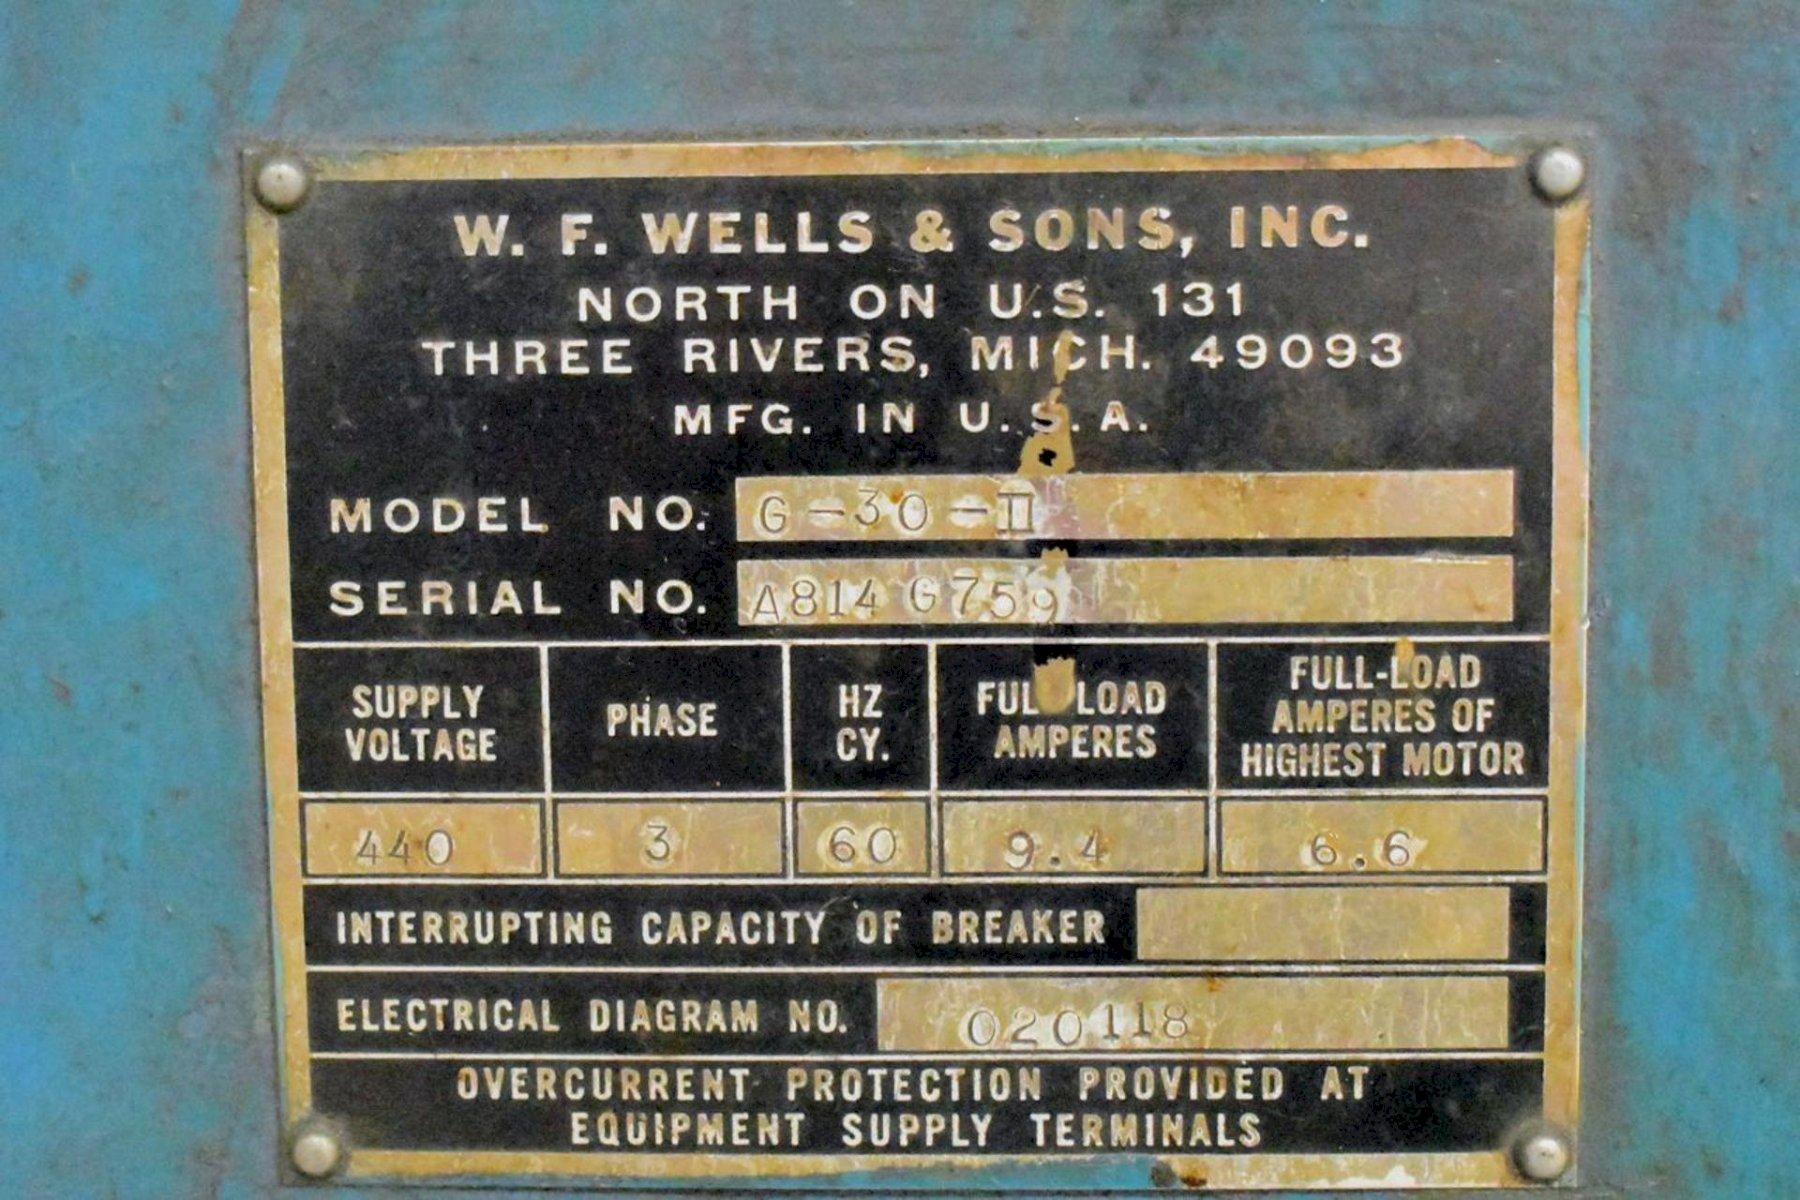 W. F. WELLS & SONS, INC.
NORTH ON U.S. 131
THREE RIVERS, MICH. 49093
MFG. IN U.S.A.
MODEL NO. G-30-II
SERIAL NO. A814G759
SUPPLY VOLTAGE
PHASE
HZ CY.
FULL LOAD AMPERES
FULL-LOAD AMPERES OF HIGHEST MOTOR
440 3 60 9.4 6.6
INTERRUPTING CAPACITY OF BREAKER
ELECTRICAL DIAGRAM NO. 020118
OVERCURRENT PROTECTION PROVIDED AT
EQUIPMENT SUPPLY TERMINALS